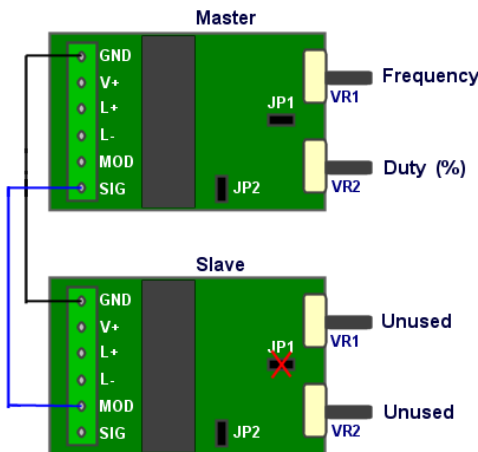 Master
GND
V+
L+
L-
MOD
SIG
JP1
JP2
VR1
Frequency
VR2
Duty (%)
Slave
GND
V+
L+
L-
MOD
SIG
JP1
JP2
VR1
Unused
VR2
Unused